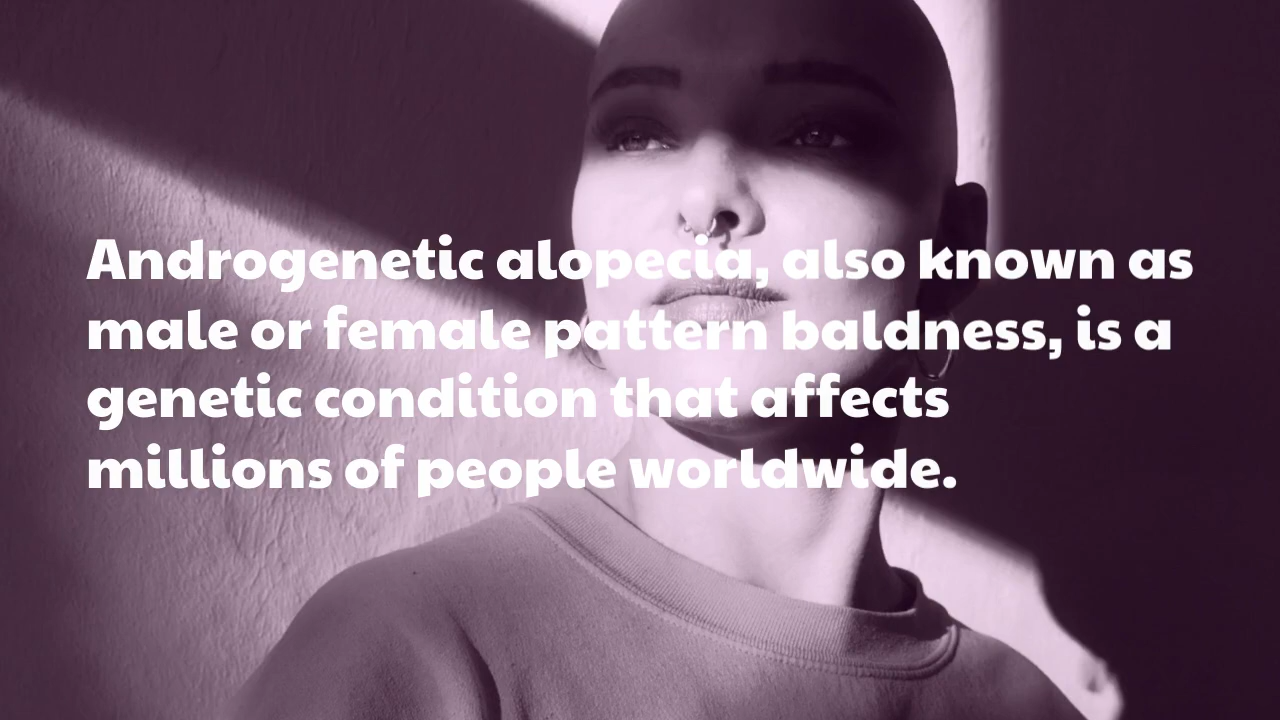 Androgenetic alopecia, also known as
male or female pattern baldness, is a
genetic condition that affects
millions of people worldwide.